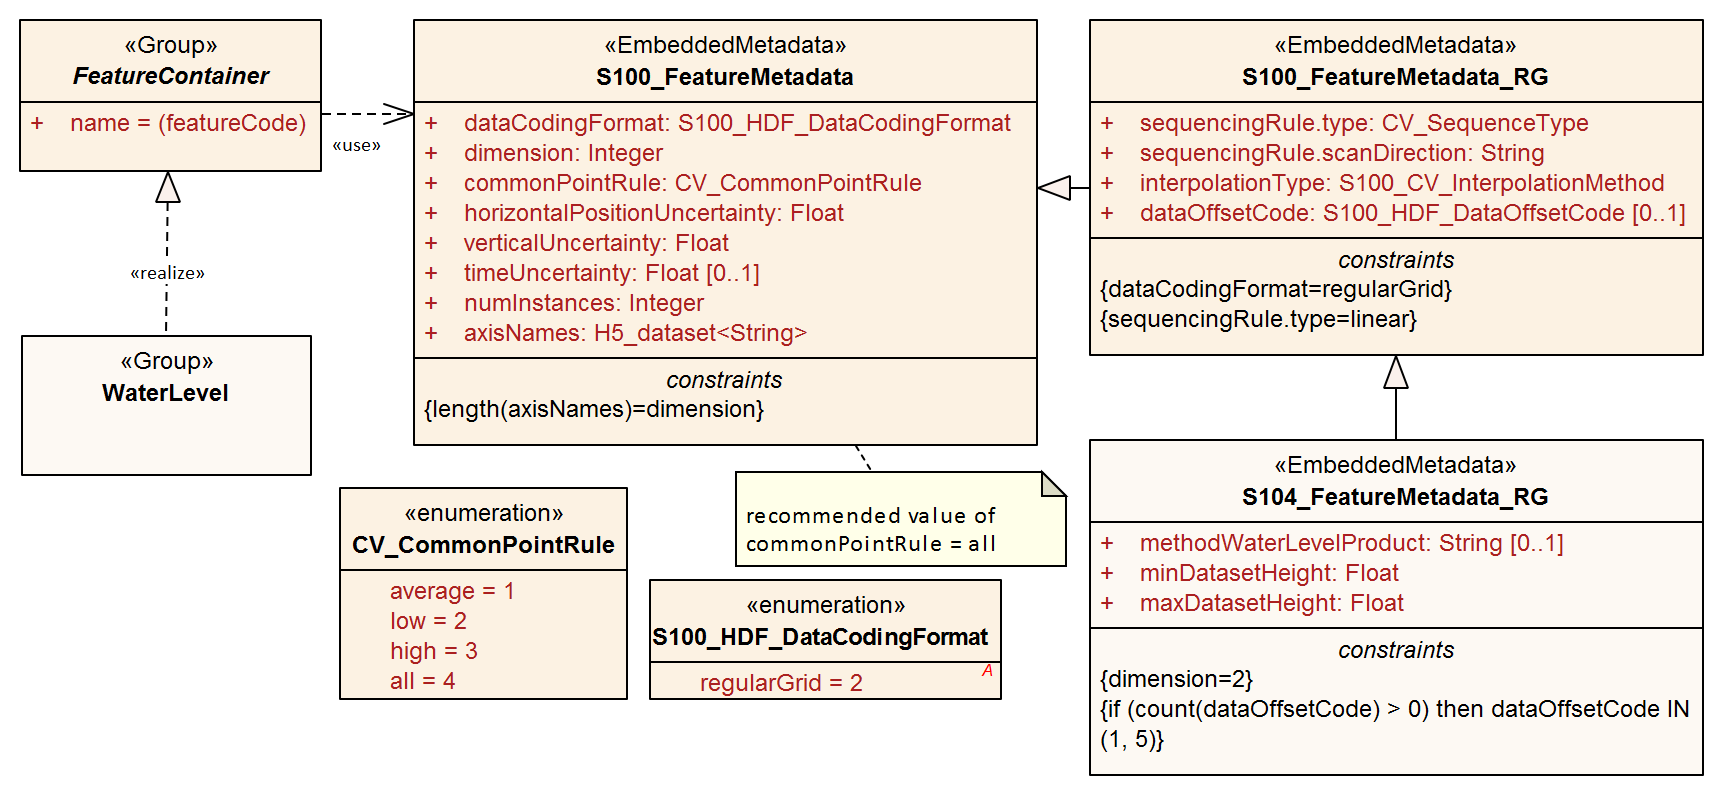 «Group»
FeatureContainer
+ name = (featureCode)
«use»
«realize»
«Group»
WaterLevel
«EmbeddedMetadata»
S100_FeatureMetadata
+ dataCodingFormat: S100_HDF_DataCodingFormat
+ dimension: Integer
+ commonPointRule: CV_CommonPointRule
+ horizontalPositionUncertainty: Float
+ verticalUncertainty: Float
+ timeUncertainty: Float [0..1]
+ numInstances: Integer
+ axisNames: H5_dataset<String>
constraints
{length(axisNames)=dimension}
recommended value of
commonPointRule = all
«enumeration»
CV_CommonPointRule
average = 1
low = 2
high = 3
all = 4
«enumeration»
S100_HDF_DataCodingFormat
A
regularGrid = 2
«EmbeddedMetadata»
S100_FeatureMetadata_RG
+ sequencingRule.type: CV_SequenceType
+ sequencingRule.scanDirection: String
+ interpolationType: S100_CV_InterpolationMethod
+ dataOffsetCode: S100_HDF_DataOffsetCode [0..1]
constraints
{dataCodingFormat=regularGrid}
{sequencingRule.type=linear}
«EmbeddedMetadata»
S104_FeatureMetadata_RG
+ methodWaterLevelProduct: String [0..1]
+ minDatasetHeight: Float
+ maxDatasetHeight: Float
constraints
{dimension=2}
{if (count(dataOffsetCode) > 0) then dataOffsetCode IN
(1, 5)}